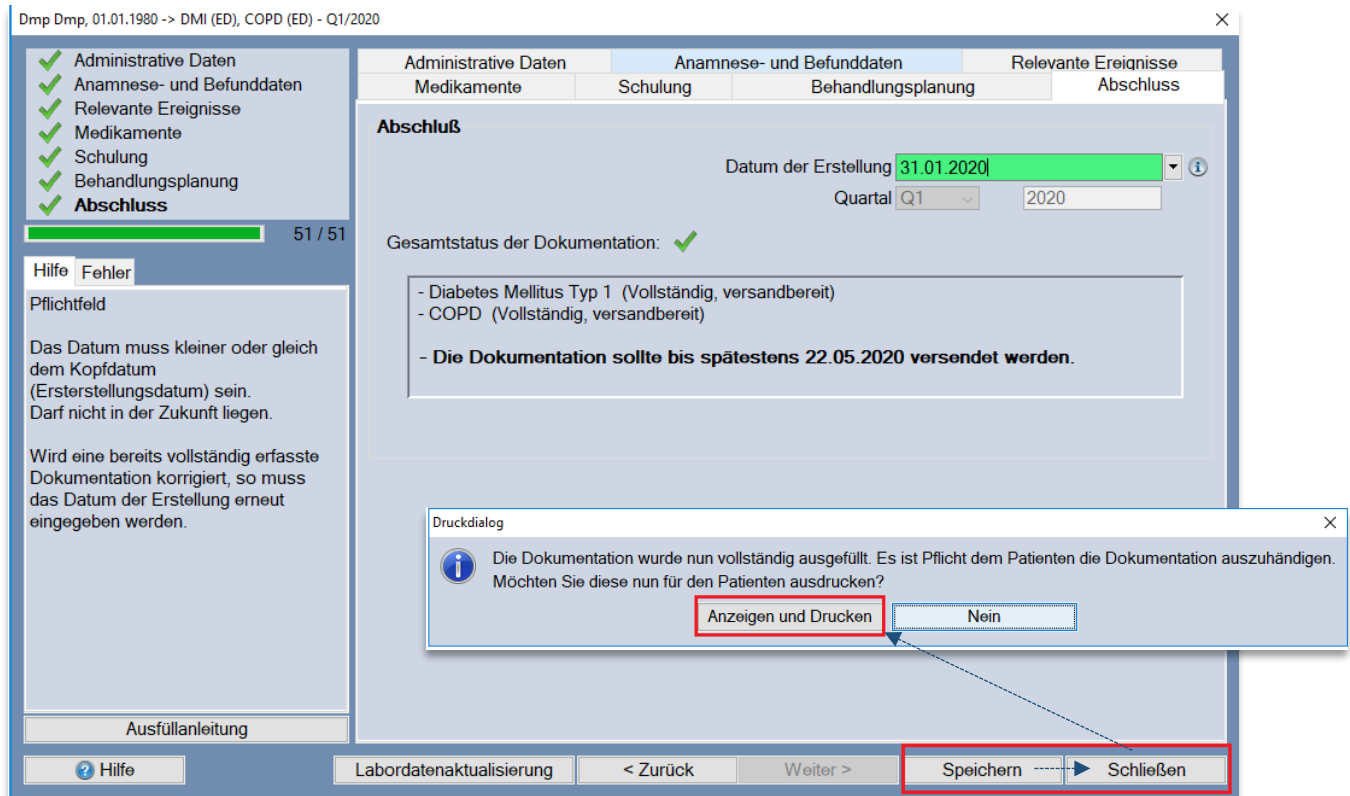 Dmp Dmp, 01.01.1980 -> DMI (ED), COPD (ED) - Q1/2020
Administrative Daten
Anamnese- und Befunddaten
Relevante Ereignisse
Medikamente
Schulung
Behandlungsplanung
Abschluss
51 / 51
Hilfe Fehler
Pflichtfeld
Das Datum muss kleiner oder gleich
dem Kopfdatum
(Ersterstellungsdatum) sein.
Darf nicht in der Zukunft liegen.
Wird eine bereits vollständig erfasste
Dokumentation korrigiert, so muss
das Datum der Erstellung erneut
eingegeben werden.
Ausfüllanleitung
Administrative Daten Anamnese- und Befunddaten Relevante Ereignisse
Medikamente Schulung Behandlungsplanung Abschluss
Abschluß
Datum der Erstellung 31.01.2020
Quartal Q1 2020
Gesamtstatus der Dokumentation:
- Diabetes Mellitus Typ 1 (Vollständig, versandbereit)
- COPD (Vollständig, versandbereit)
- Die Dokumentation sollte bis spätestens 22.05.2020 versendet werden.
Druckdialog
Die Dokumentation wurde nun vollständig ausgefüllt. Es ist Pflicht dem Patienten die Dokumentation auszuhändigen.
Möchten Sie diese nun für den Patienten ausdrucken?
Anzeigen und Drucken Nein
Hilfe Labordatenaktualisierung < Zurück Weiter > Speichern Schließen